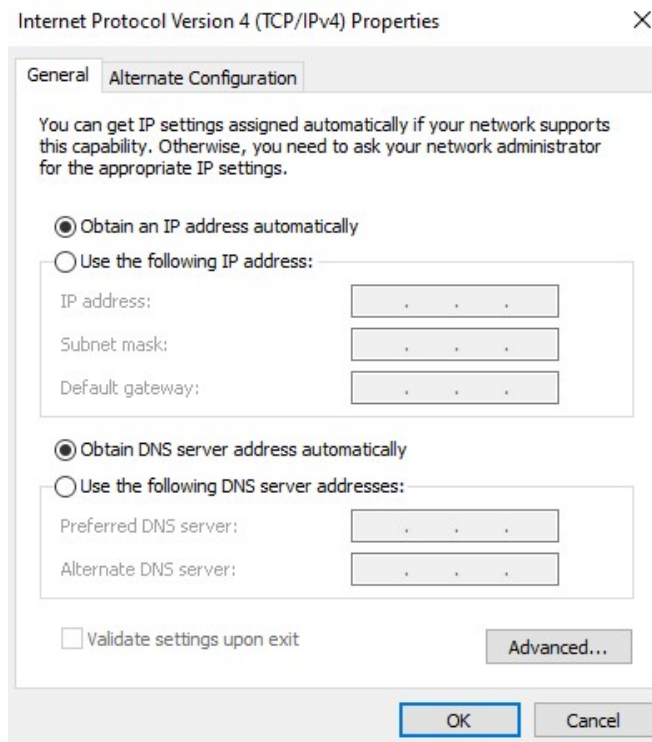 Internet Protocol Version 4 (TCP/IPv4) Properties
General
Alternate Configuration
You can get IP settings assigned automatically if your network supports
this capability. Otherwise, you need to ask your network administrator
for the appropriate IP settings.
Obtain an IP address automatically
Use the following IP address:
IP address:
Subnet mask:
Default gateway:
Obtain DNS server address automatically
Use the following DNS server addresses:
Preferred DNS server:
Alternate DNS server:
Validate settings upon exit
Advanced...
OK
Cancel